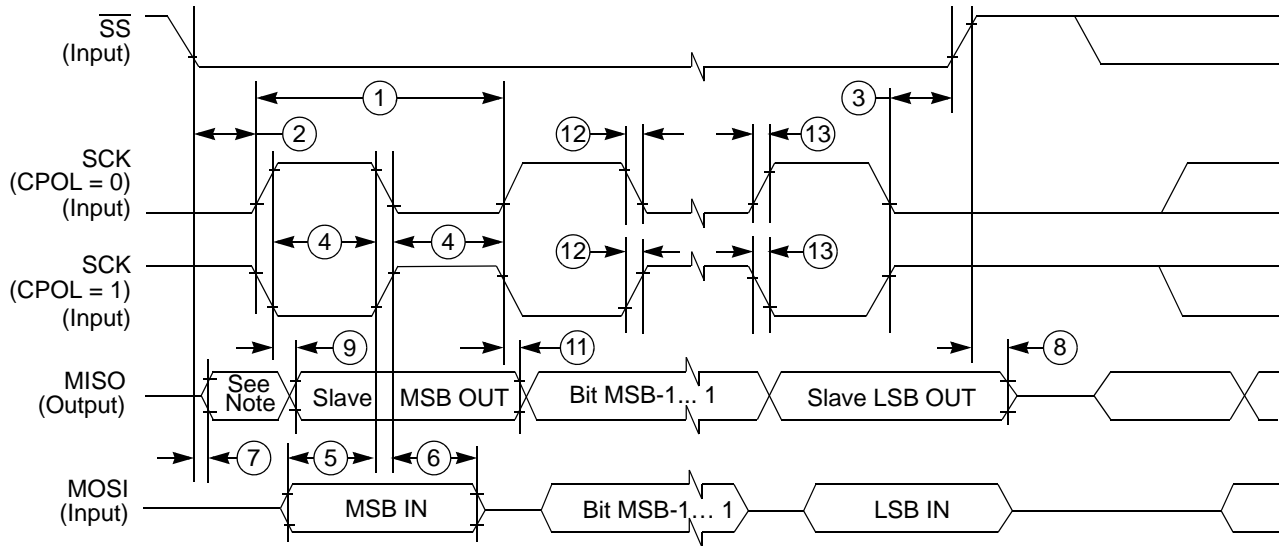 SS
(Input)
1
3
2
12
13
SCK
(CPOL = 0)
(Input)
4
4
12
13
SCK
(CPOL = 1)
(Input)
9
11
8
MISO
(Output)
See
Note
Slave
MSB OUT
Bit MSB-1... 1
Slave LSB OUT
7
5
6
MOSI
(Input)
MSB IN
Bit MSB-1… 1
LSB IN